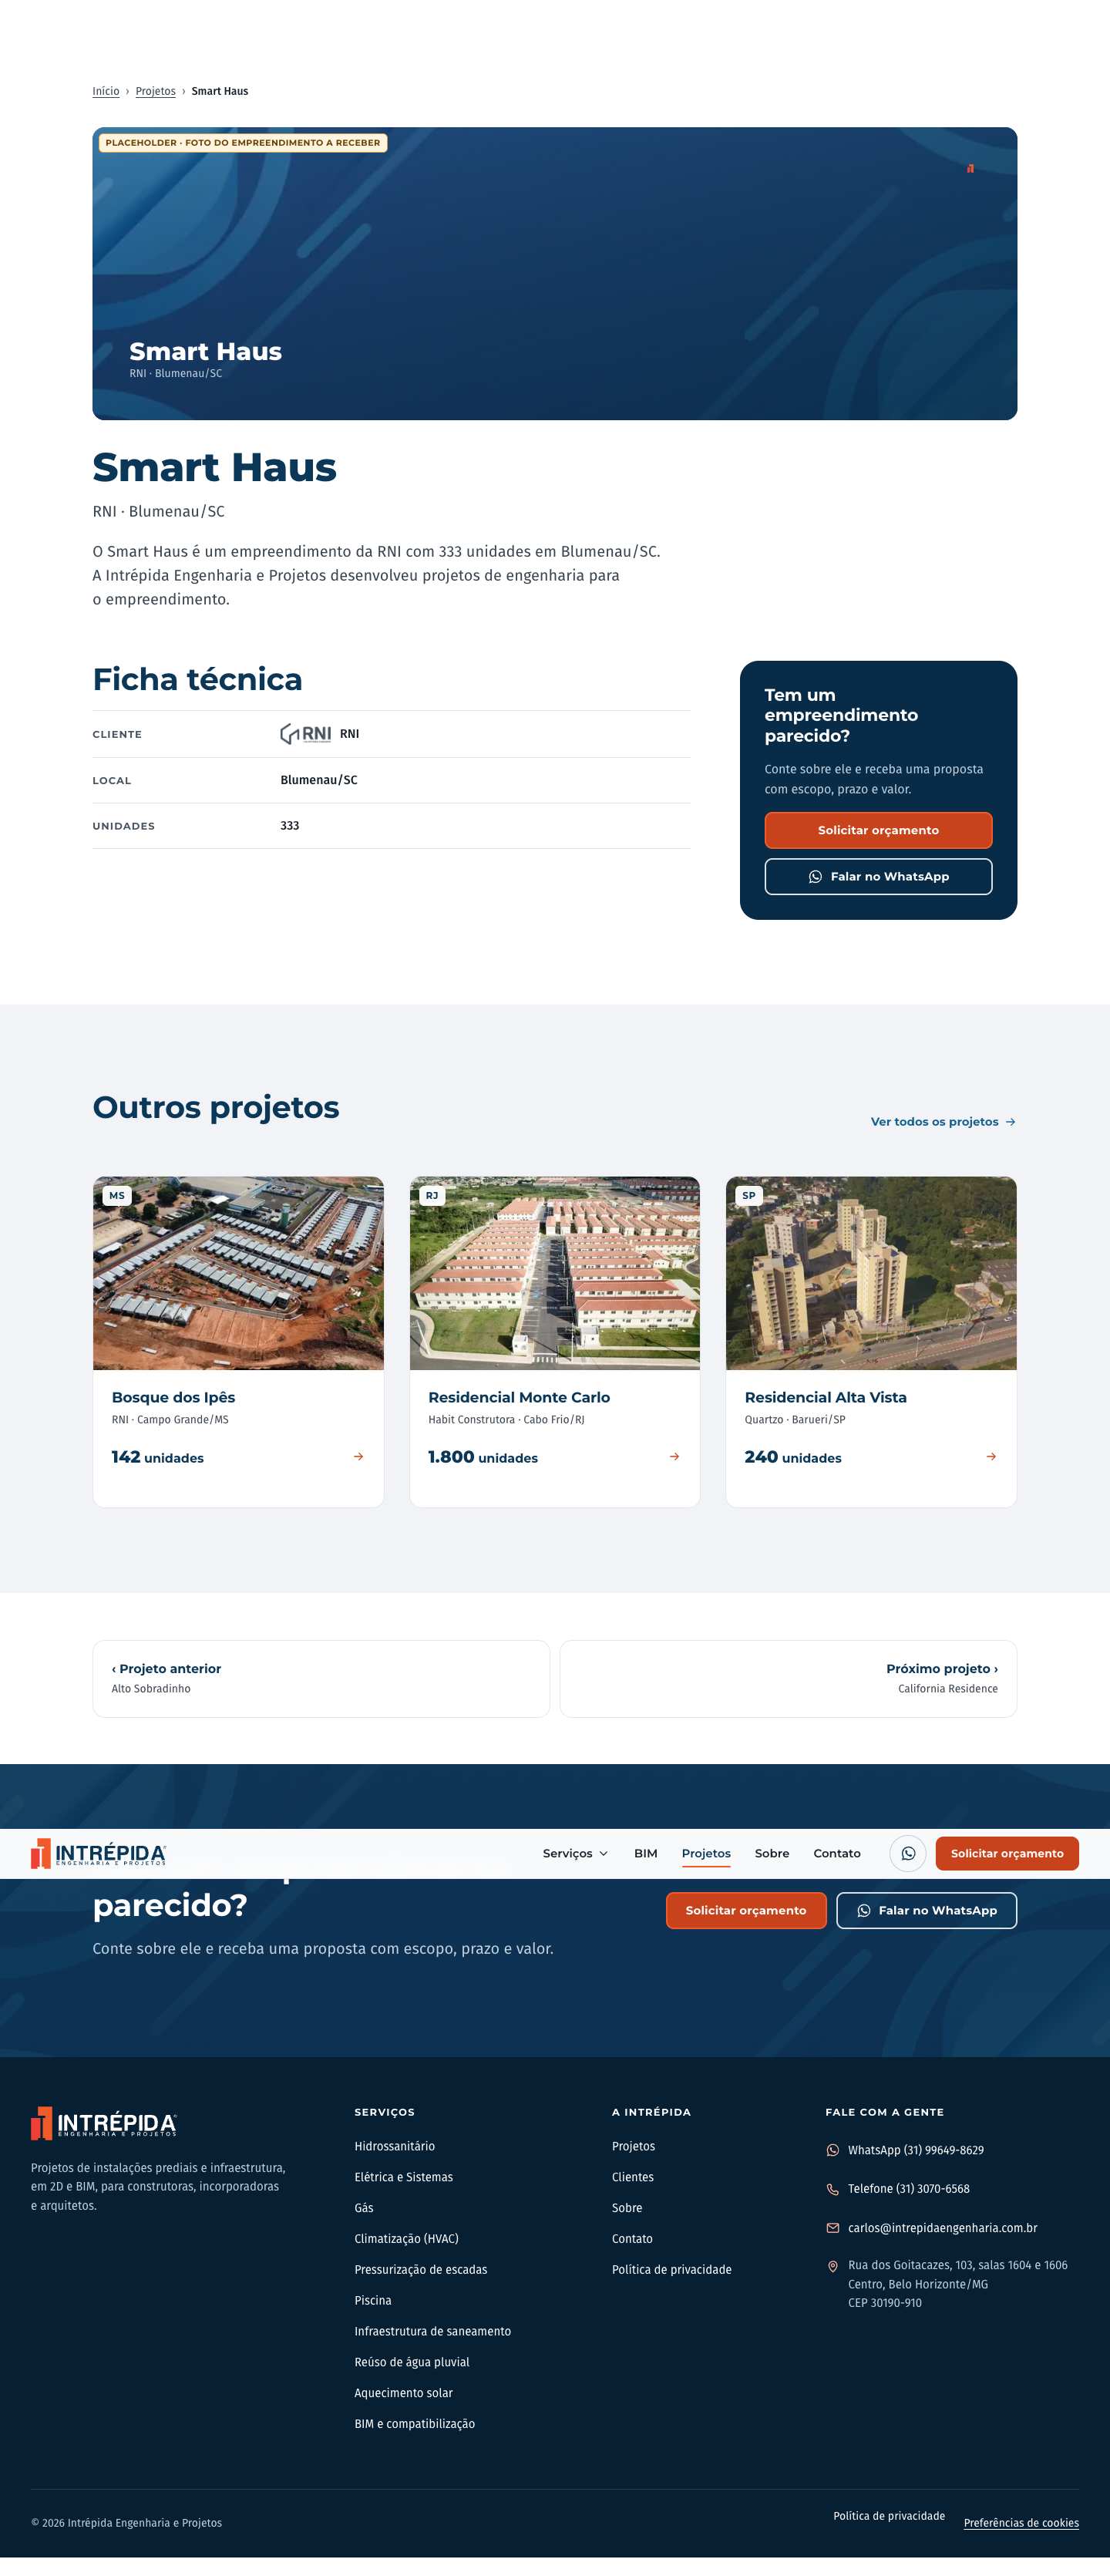 Início › Projetos › Smart Haus
PLACEHOLDER · FOTO DO EMPREENDIMENTO A RECEBER
Smart Haus
RNI · Blumenau/SC
Smart Haus
RNI · Blumenau/SC
O Smart Haus é um empreendimento da RNI com 333 unidades em Blumenau/SC.
A Intrépida Engenharia e Projetos desenvolveu projetos de engenharia para
o empreendimento.
Ficha técnica
CLIENTE RNI RNI
LOCAL Blumenau/SC
UNIDADES 333
Tem um
empreendimento
parecido?
Conte sobre ele e receba uma proposta
com escopo, prazo e valor.
Solicitar orçamento
Falar no WhatsApp
Outros projetos
Ver todos os projetos →
MS
Bosque dos Ipês
RNI · Campo Grande/MS
142 unidades →
RJ
Residencial Monte Carlo
Habit Construtora · Cabo Frio/RJ
1.800 unidades →
SP
Residencial Alta Vista
Quartzo · Barueri/SP
240 unidades →
‹ Projeto anterior
Alto Sobradinho
Próximo projeto ›
California Residence
INTRÉPIDA
ENGENHARIA E PROJETOS
Serviços BIM Projetos Sobre Contato Solicitar orçamento
parecido?
Conte sobre ele e receba uma proposta com escopo, prazo e valor.
Solicitar orçamento
Falar no WhatsApp
INTRÉPIDA
ENGENHARIA E PROJETOS
Projetos de instalações prediais e infraestrutura,
em 2D e BIM, para construtoras, incorporadoras
e arquitetos.
SERVIÇOS
Hidrossanitário
Elétrica e Sistemas
Gás
Climatização (HVAC)
Pressurização de escadas
Piscina
Infraestrutura de saneamento
Reúso de água pluvial
Aquecimento solar
BIM e compatibilização
A INTRÉPIDA
Projetos
Clientes
Sobre
Contato
Política de privacidade
FALE COM A GENTE
WhatsApp (31) 99649-8629
Telefone (31) 3070-6568
carlos@intrepidaengenharia.com.br
Rua dos Goitacazes, 103, salas 1604 e 1606
Centro, Belo Horizonte/MG
CEP 30190-910
© 2026 Intrépida Engenharia e Projetos
Política de privacidade
Preferências de cookies